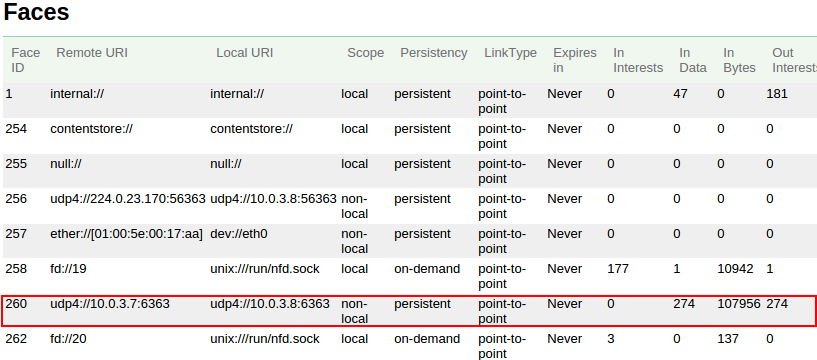 Faces
Face ID Remote URI Local URI Scope Persistency LinkType Expires in In Interests In Data In Bytes Out Interests
1 internal:// internal:// local persistent point-to-point Never 0 47 0 181
254 contentstore:// contentstore:// local persistent point-to-point Never 0 0 0 0
255 null:// null:// local persistent point-to-point Never 0 0 0 0
256 udp4://224.0.23.170:56363 udp4://10.0.3.8:56363 non-local persistent point-to-point Never 0 0 0 0
257 ether://[01:00:5e:00:17:aa] dev://eth0 non-local persistent point-to-point Never 0 0 0 0
258 fd://19 unix:///run/nfd.sock local on-demand point-to-point Never 177 1 10942 1
260 udp4://10.0.3.7:6363 udp4://10.0.3.8:6363 non-local persistent point-to-point Never 0 274 107956 274
262 fd://20 unix:///run/nfd.sock local on-demand point-to-point Never 3 0 137 0